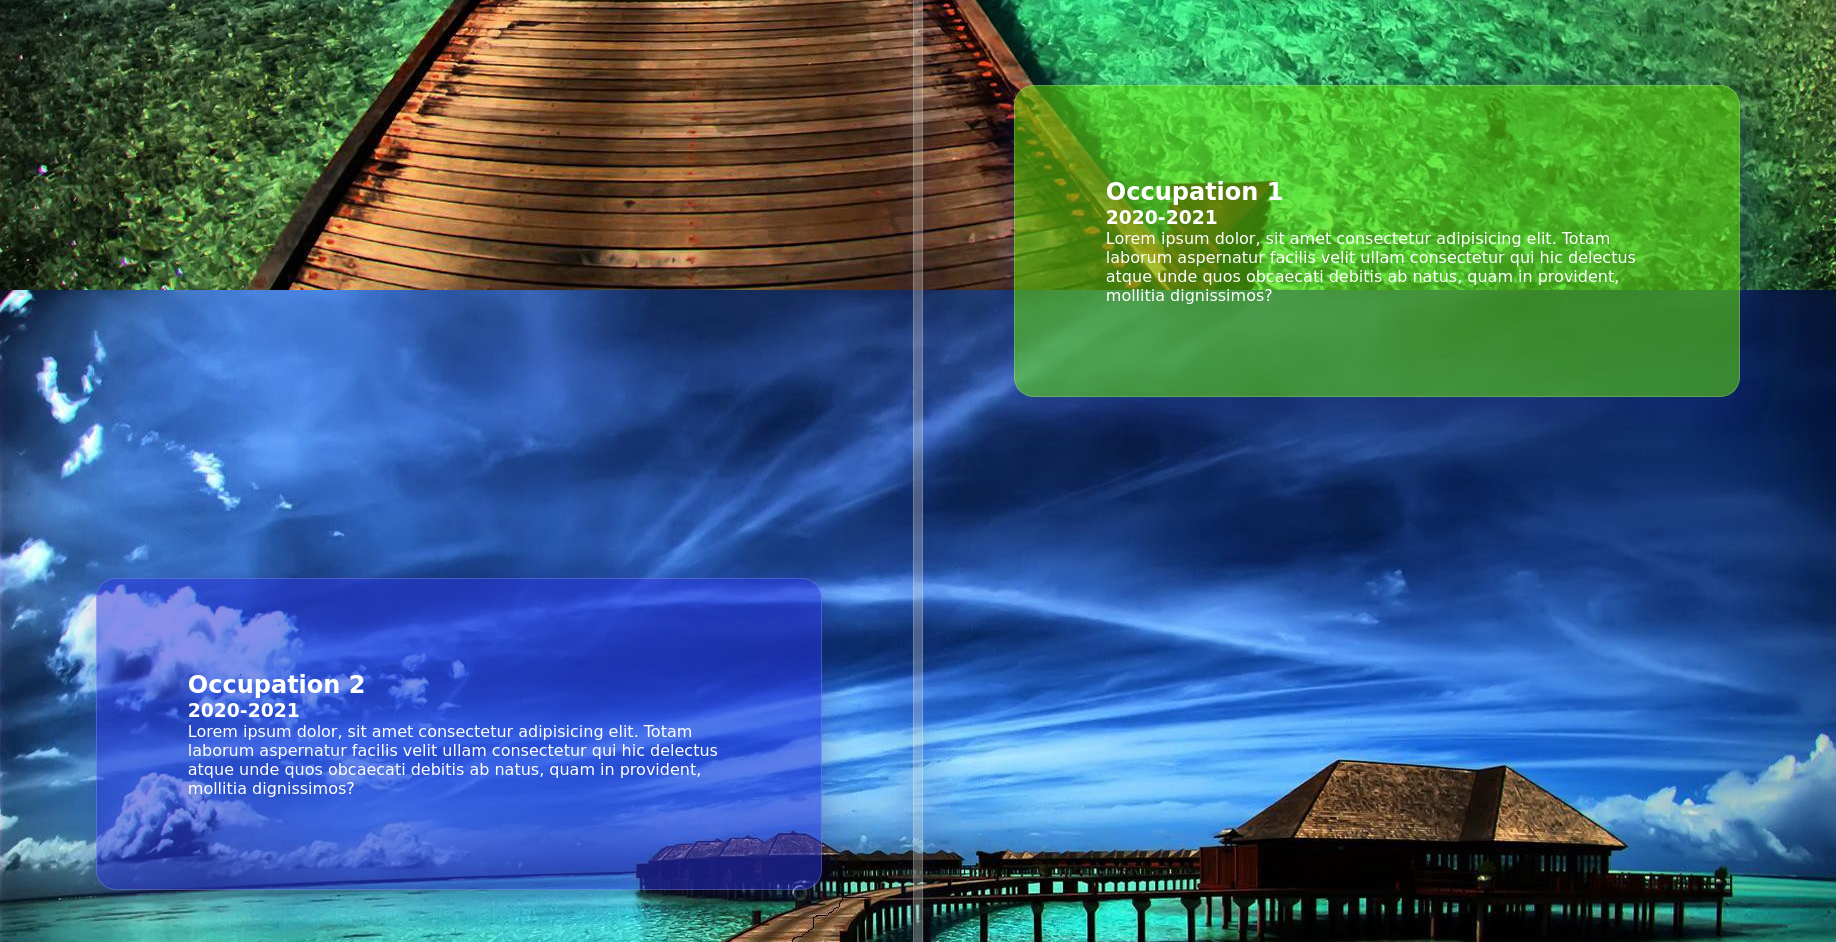 Occupation 1
2020-2021
Lorem ipsum dolor, sit amet consectetur adipisicing elit. Totam
laborum aspernatur facilis velit ullam consectetur qui hic delectus
atque unde quos obcaecati debitis ab natus, quam in provident,
mollitia dignissimos?
Occupation 2
2020-2021
Lorem ipsum dolor, sit amet consectetur adipisicing elit. Totam
laborum aspernatur facilis velit ullam consectetur qui hic delectus
atque unde quos obcaecati debitis ab natus, quam in provident,
mollitia dignissimos?